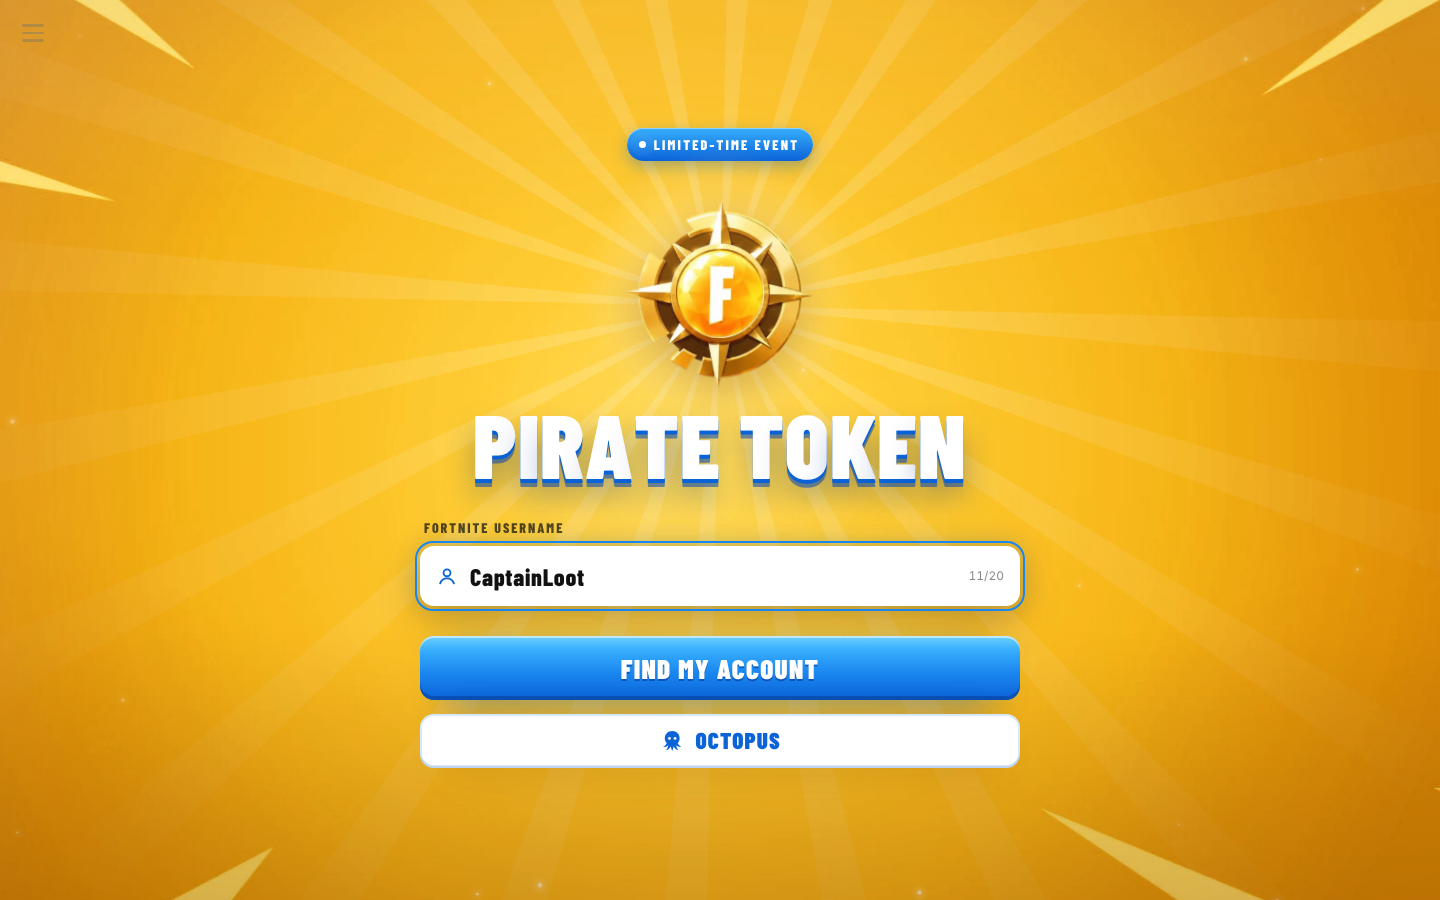 LIMITED-TIME EVENT
F
PIRATE TOKEN
FORTNITE USERNAME
CaptainLoot
11/20
FIND MY ACCOUNT
OCTOPUS